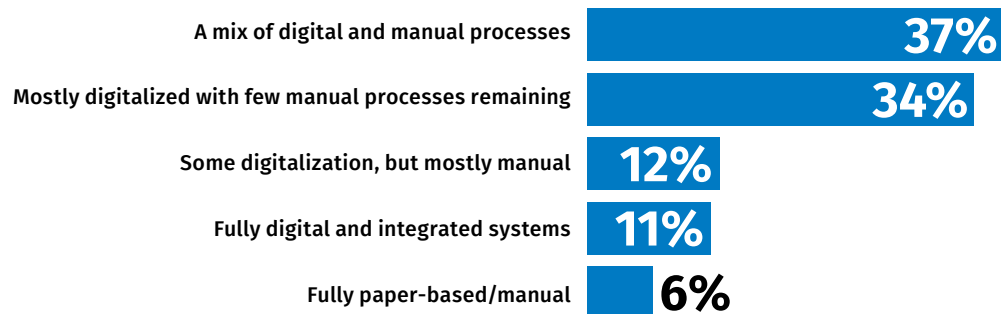 A mix of digital and manual processes 37%
Mostly digitalized with few manual processes remaining 34%
Some digitalization, but mostly manual 12%
Fully digital and integrated systems 11%
Fully paper-based/manual 6%